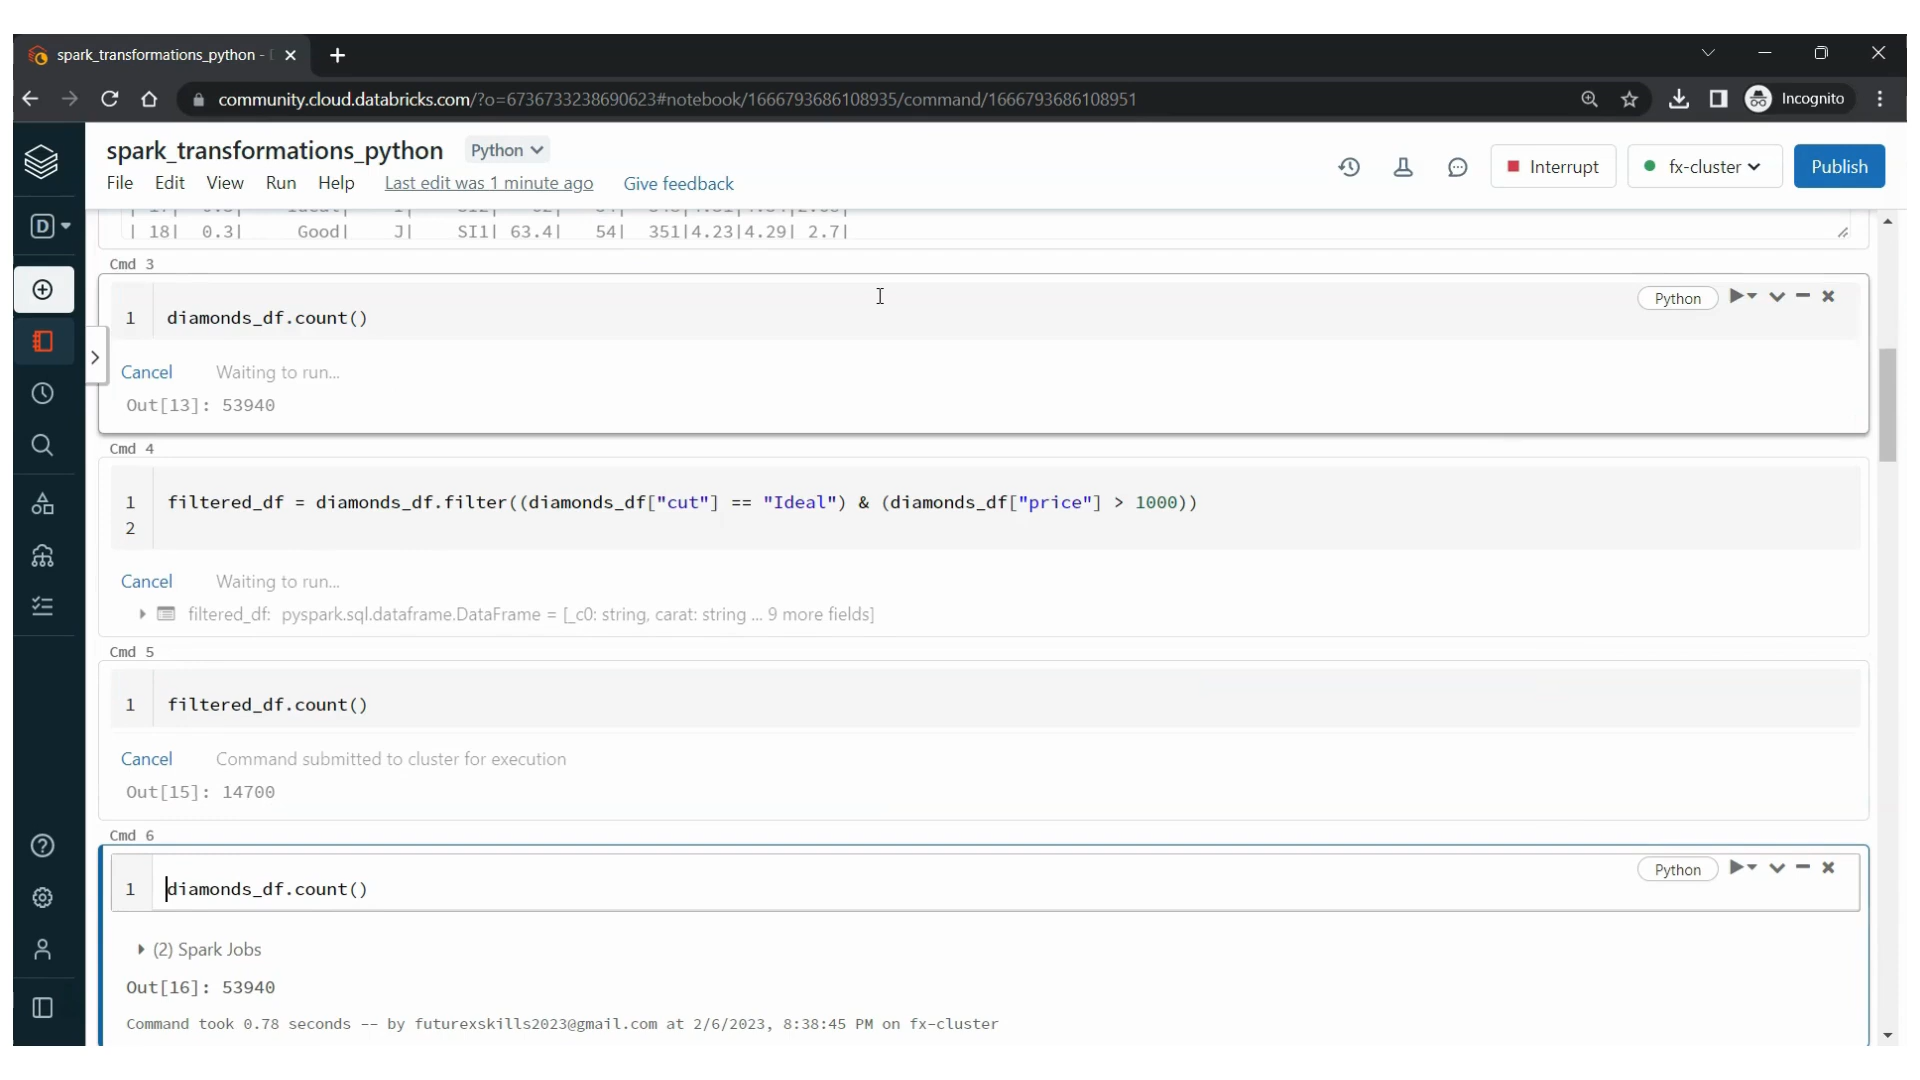 spark_transformations_python -
community.cloud.databricks.com/?o=6736733238690623#notebook/1666793686108935/command/1666793686108951
Incognito
spark_transformations_python
Python
File Edit View Run Help Last edit was 1 minute ago Give feedback
Interrupt
fx-cluster
Publish
D
| 18| 0.3| Good| J| SI1| 63.4| 54| 351|4.23|4.29| 2.7|
Cmd 3
Python
1 diamonds_df.count()
Cancel Waiting to run...
Out[13]: 53940
Cmd 4
1 filtered_df = diamonds_df.filter((diamonds_df["cut"] == "Ideal") & (diamonds_df["price"] > 1000))
2
Cancel Waiting to run...
filtered_df: pyspark.sql.dataframe.DataFrame = [_c0: string, carat: string ... 9 more fields]
Cmd 5
1 filtered_df.count()
Cancel Command submitted to cluster for execution
Out[15]: 14700
Cmd 6
Python
1 diamonds_df.count()
(2) Spark Jobs
Out[16]: 53940
Command took 0.78 seconds -- by futurexskills2023@gmail.com at 2/6/2023, 8:38:45 PM on fx-cluster